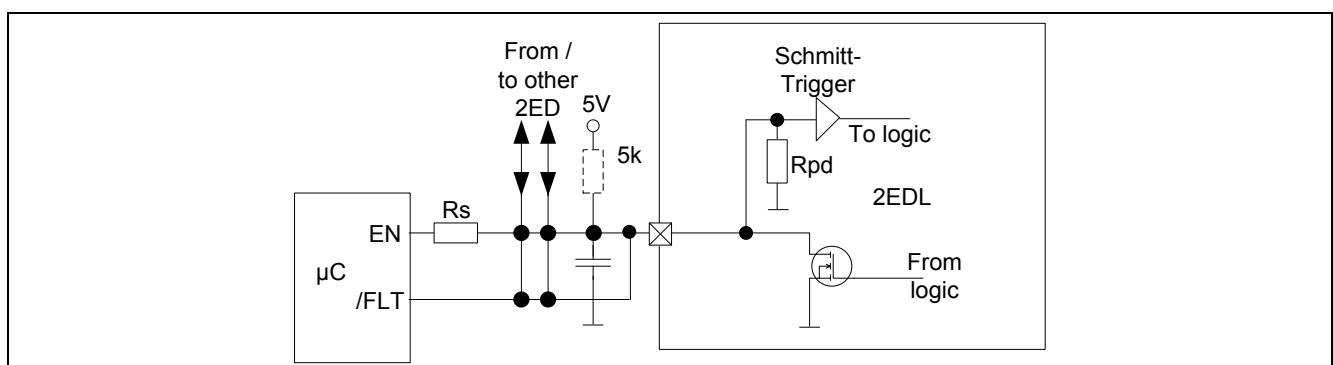 From /
to other
2ED
5V
5k
Schmitt-
Trigger
To logic
Rpd
2EDL
Rs
EN
µC
/FLT
From
logic